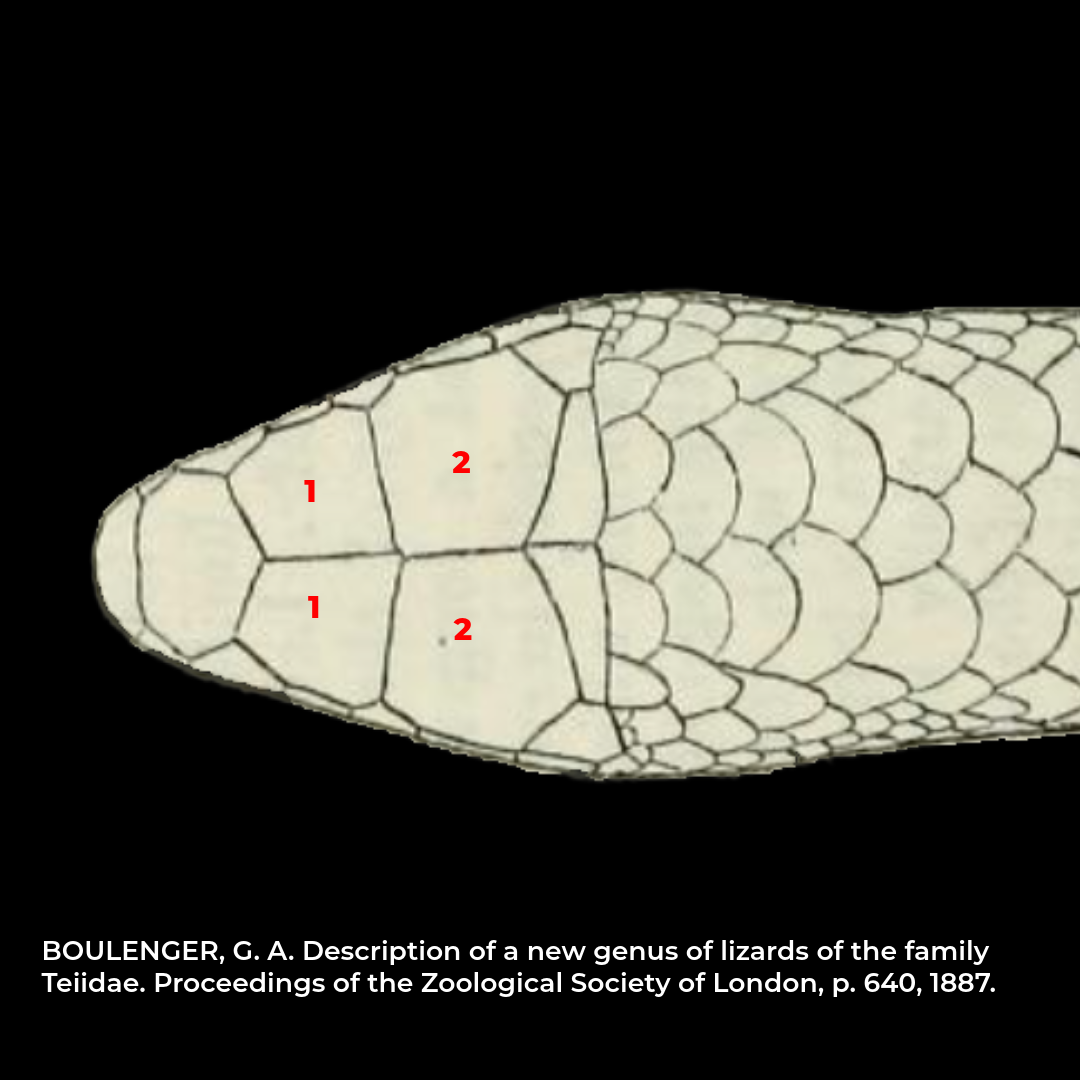 1 2
1 2
BOULENGER, G. A. Description of a new genus of lizards of the family
Teiidae. Proceedings of the Zoological Society of London, p. 640, 1887.